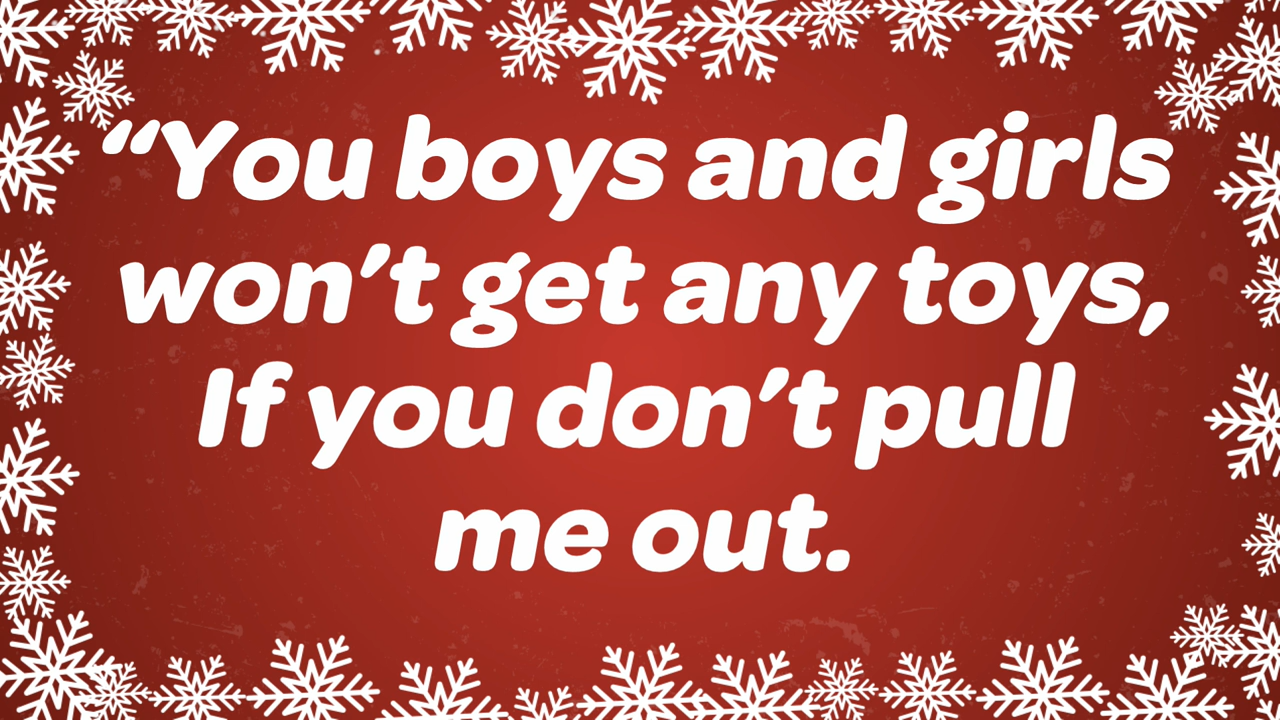 “You boys and girls
won’t get any toys,
If you don’t pull
me out.